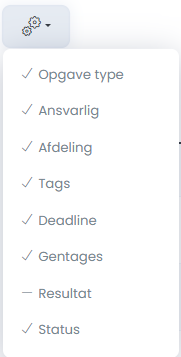 Opgave type
Ansvarlig
Afdeling
Tags
Deadline
Gentages
Resultat
Status